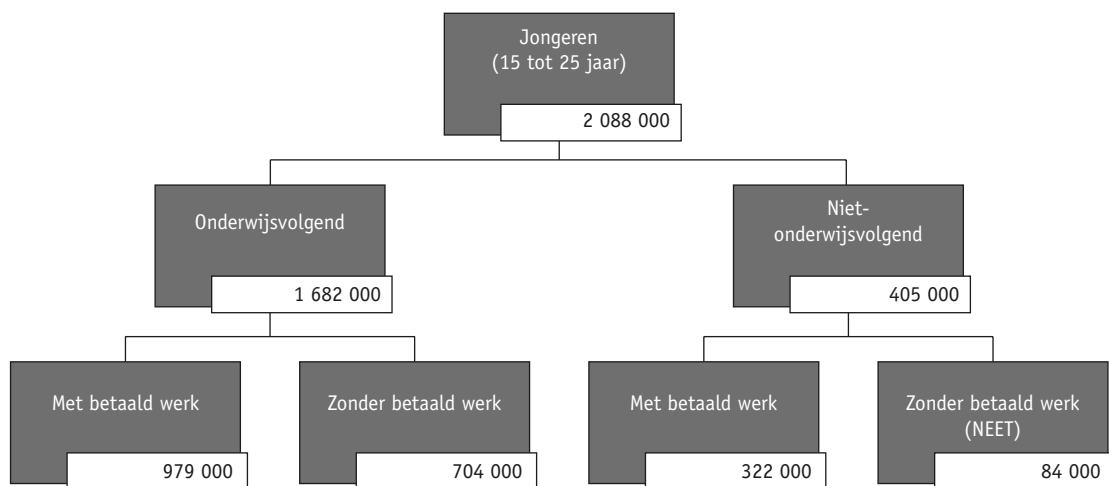 Jongeren
(15 tot 25 jaar)
2 088 000
Onderwijsvolgend
1 682 000
Niet-
onderwijsvolgend
405 000
Met betaald werk
979 000
Zonder betaald werk
704 000
Met betaald werk
322 000
Zonder betaald werk
(NEET)
84 000